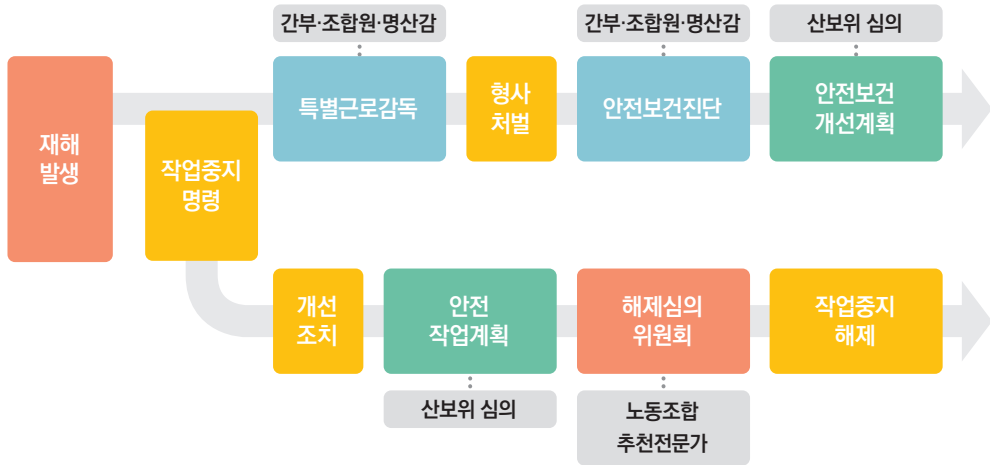 간부·조합원·명산감
간부·조합원·명산감
산보위 심의
재해
발생
작업중지
명령
특별근로감독
형사
처벌
안전보건진단
안전보건
개선계획
개선
조치
안전
작업계획
해제심의
위원회
작업중지
해제
산보위 심의
노동조합
추천전문가